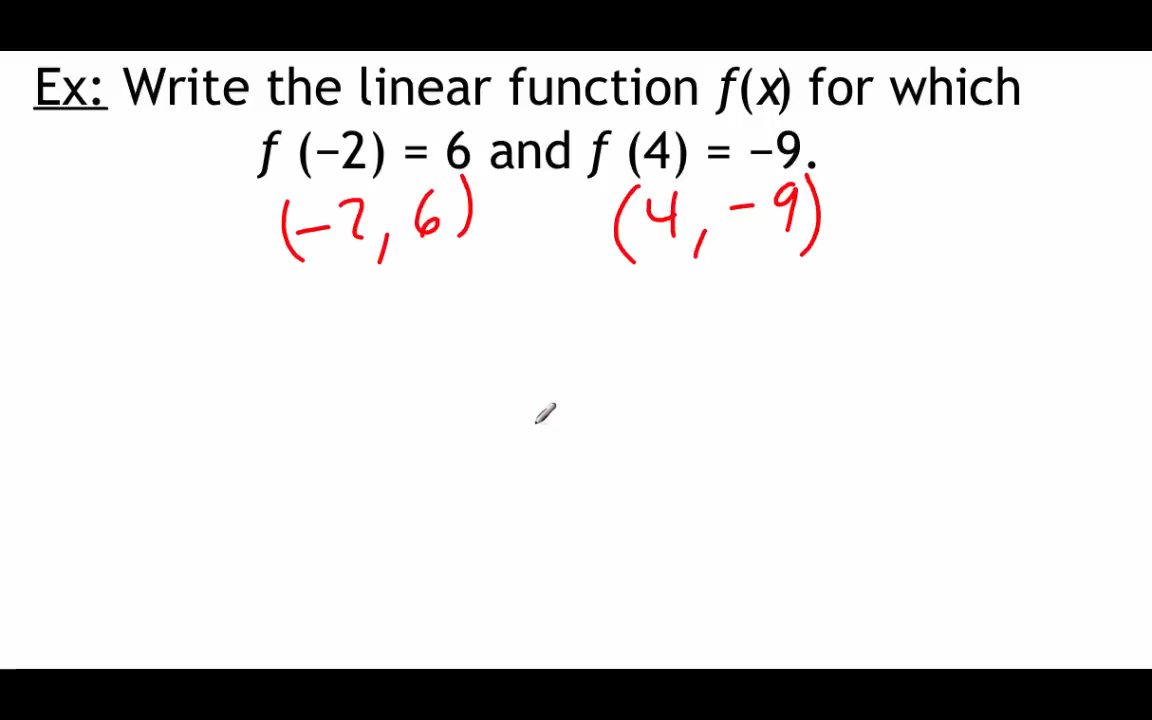 Ex: Write the linear function f(x) for which
f (−2) = 6 and f (4) = −9.
(−2, 6) (4, −9)